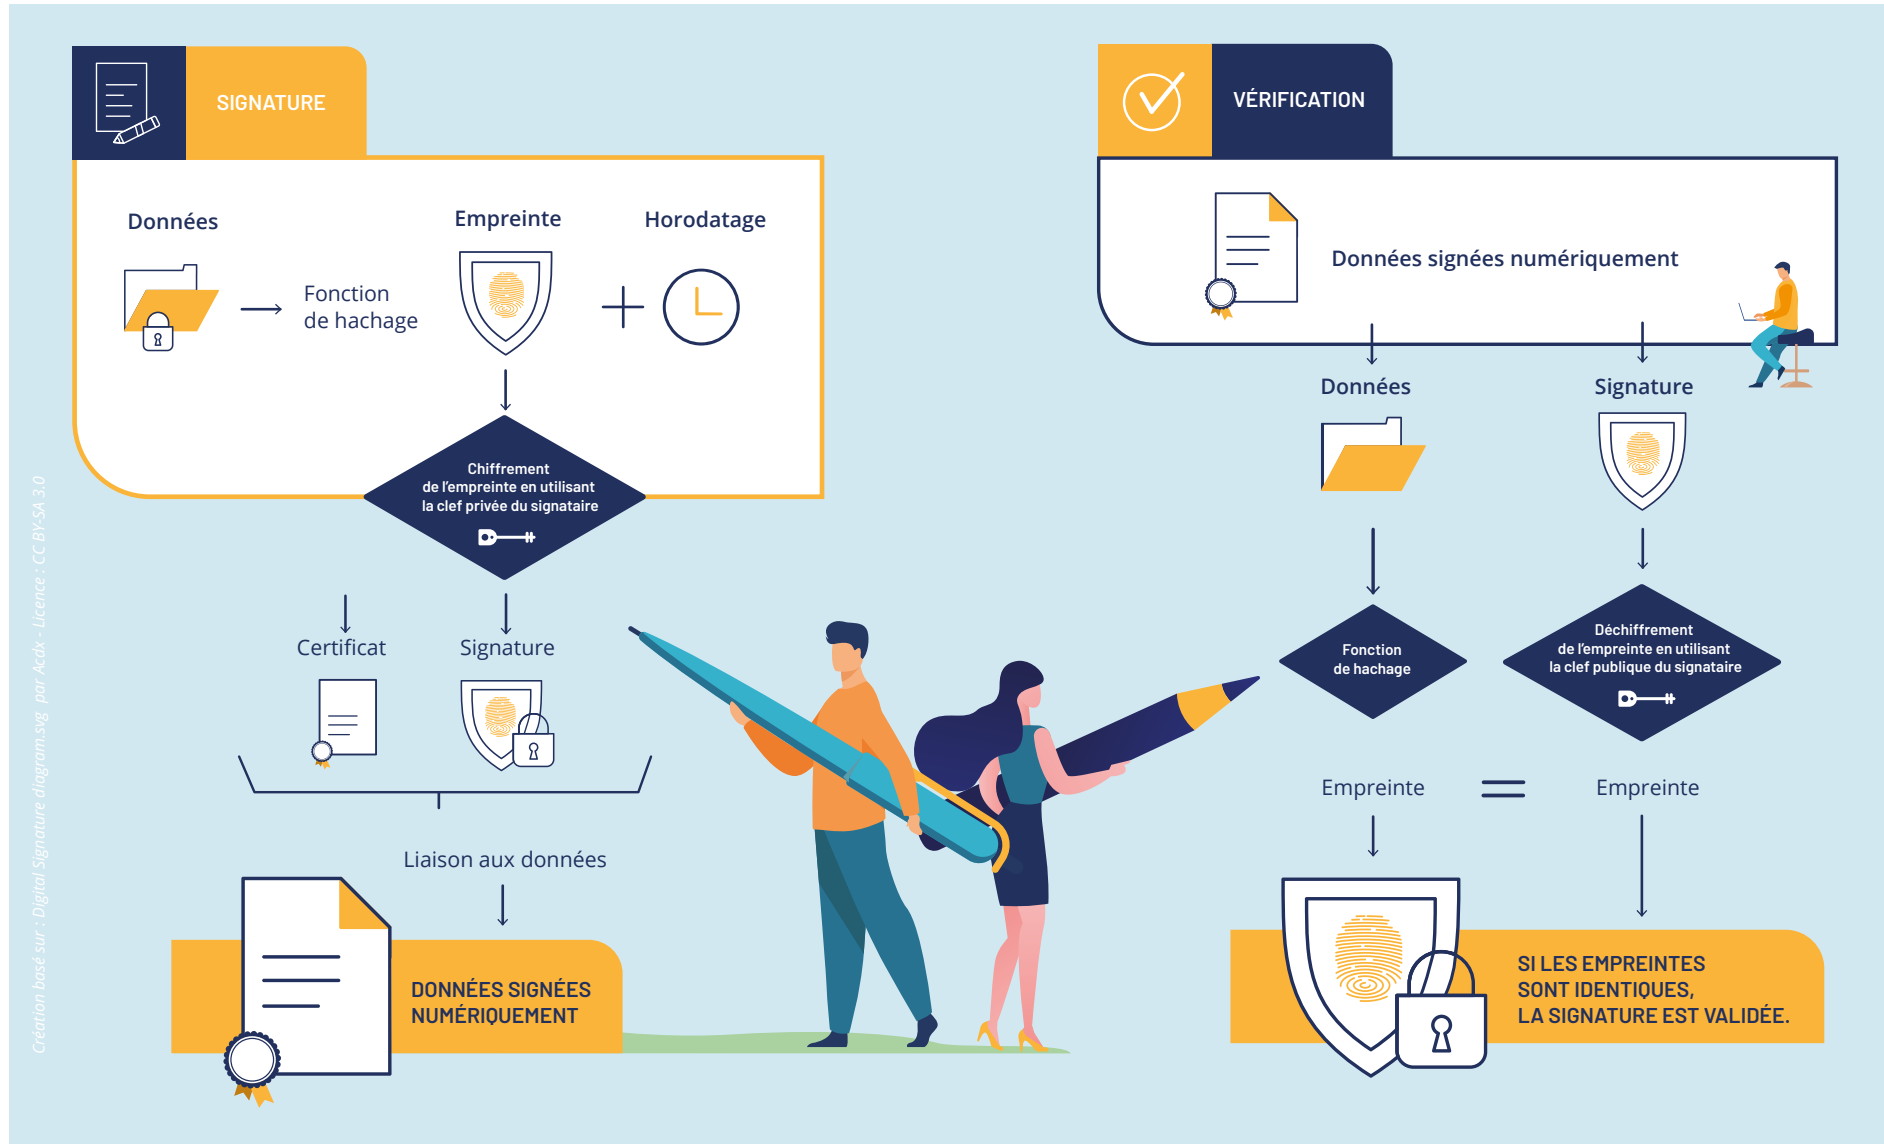 SIGNATURE
Données
Empreinte
Horodatage
Fonction
de hachage
Chiffrement
de l'empreinte en utilisant
la clef privée du signataire
Certificat
Signature
Liaison aux données
DONNÉES SIGNÉES
NUMÉRIQUEMENT
VÉRIFICATION
Données signées numériquement
Données
Signature
Fonction
de hachage
Déchiffrement
de l'empreinte en utilisant
la clef publique du signataire
Empreinte
=
Empreinte
SI LES EMPREINTES
SONT IDENTIQUES,
LA SIGNATURE EST VALIDÉE.
Création basé sur : Digital Signature diagram.svg par Acdx - Licence : CC BY-SA 3.0